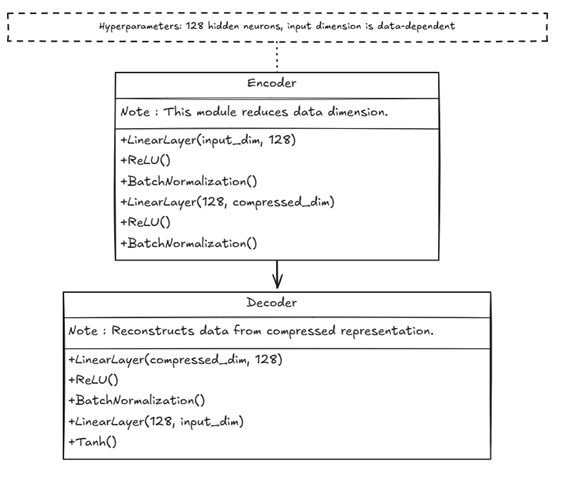 Hyperparameters: 128 hidden neurons, input dimension is data-dependent
Encoder
Note : This module reduces data dimension.
+LinearLayer(input_dim, 128)
+ReLU()
+BatchNormalization()
+LinearLayer(128, compressed_dim)
+ReLU()
+BatchNormalization()
Decoder
Note : Reconstructs data from compressed representation.
+LinearLayer(compressed_dim, 128)
+ReLU()
+BatchNormalization()
+LinearLayer(128, input_dim)
+Tanh()